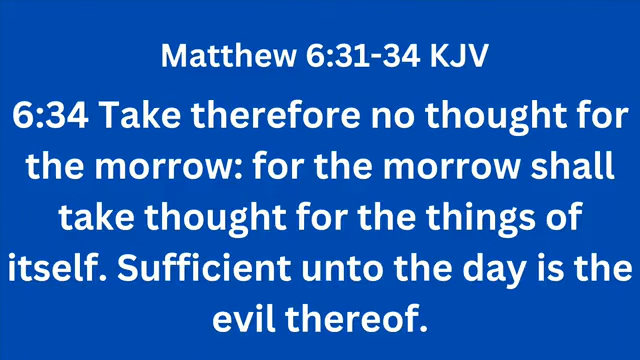 Matthew 6:31-34 KJV
6:34 Take therefore no thought for
the morrow: for the morrow shall
take thought for the things of
itself. Sufficient unto the day is the
evil thereof.